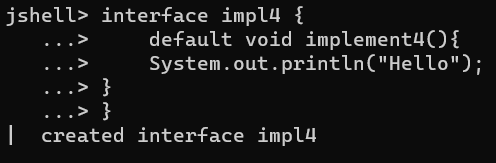 jshell> interface impl4 {
   ...>     default void implement4(){
   ...>     System.out.println("Hello");
   ...> }
   ...> }
|  created interface impl4